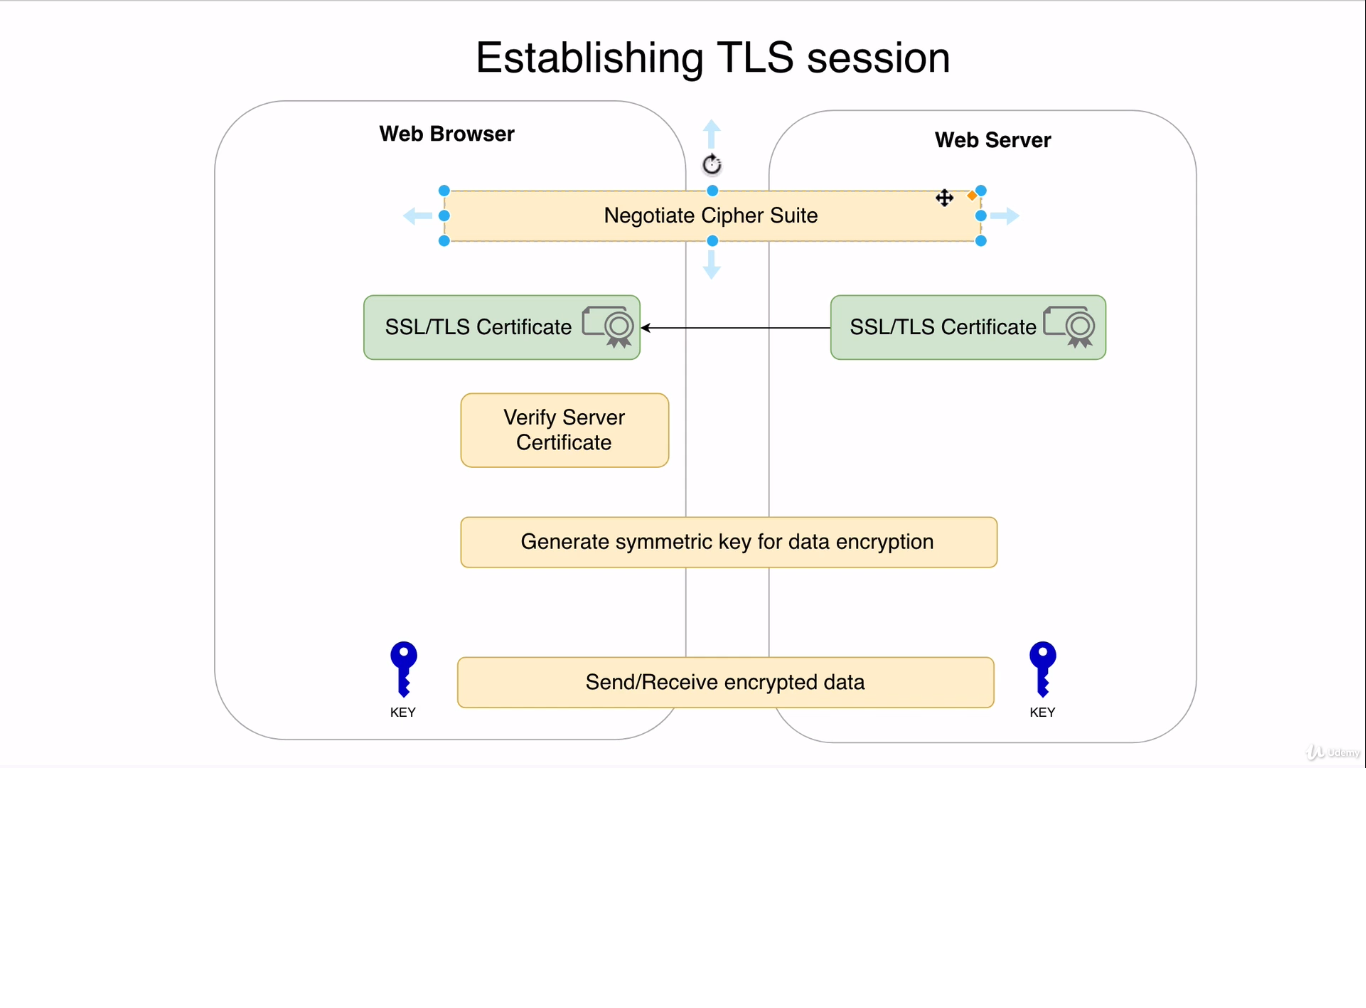 Establishing TLS session
Web Browser
Web Server
Negotiate Cipher Suite
SSL/TLS Certificate
SSL/TLS Certificate
Verify Server
Certificate
Generate symmetric key for data encryption
Send/Receive encrypted data
KEY
KEY
Udemy